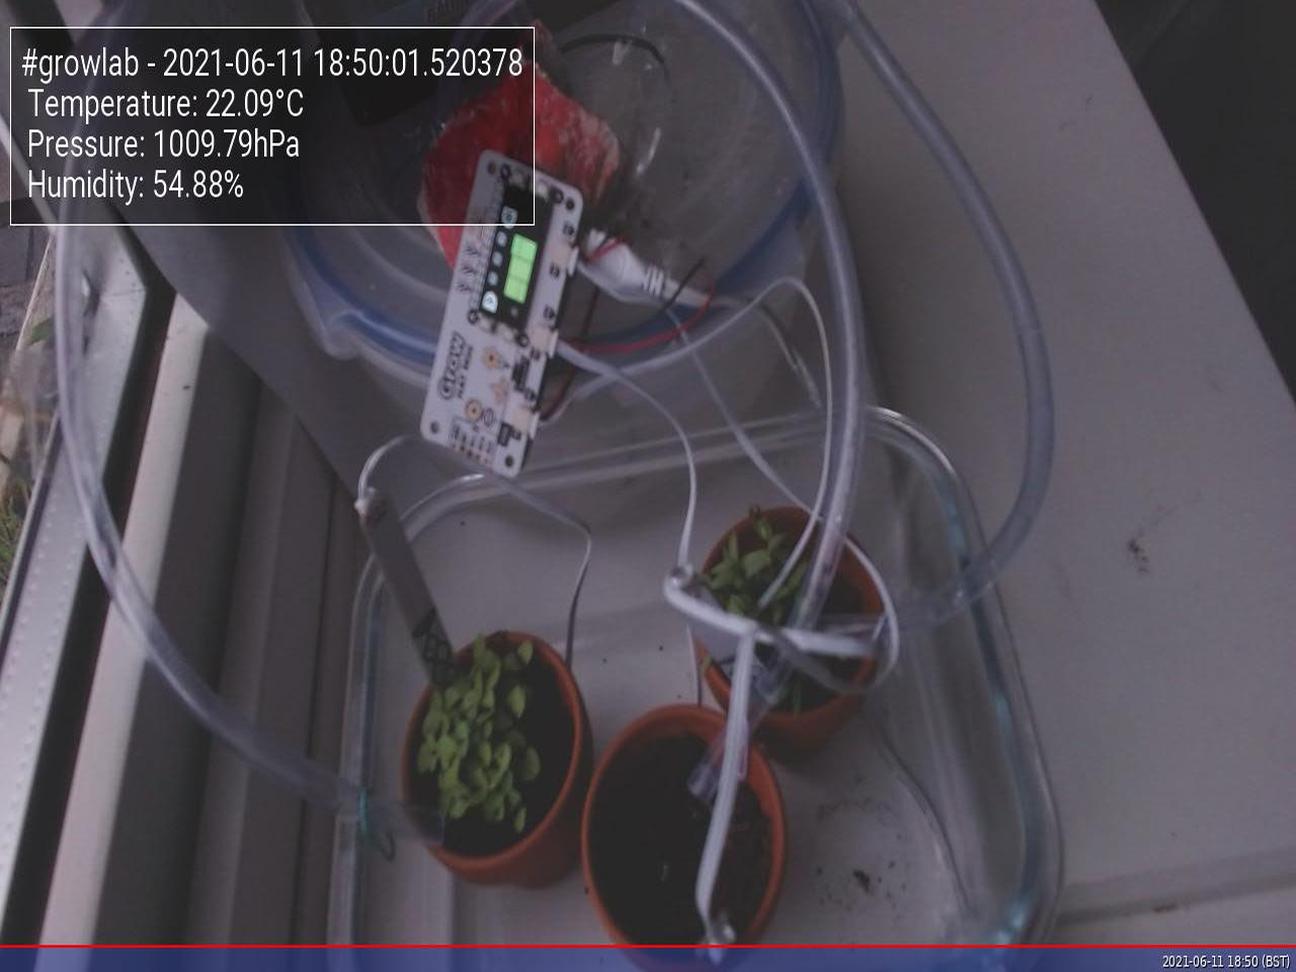 #growlab - 2021-06-11 18:50:01.520378
Temperature: 22.09°C
Pressure: 1009.79hPa
Humidity: 54.88%
GROW
2021-06-11 18:50 (BST)